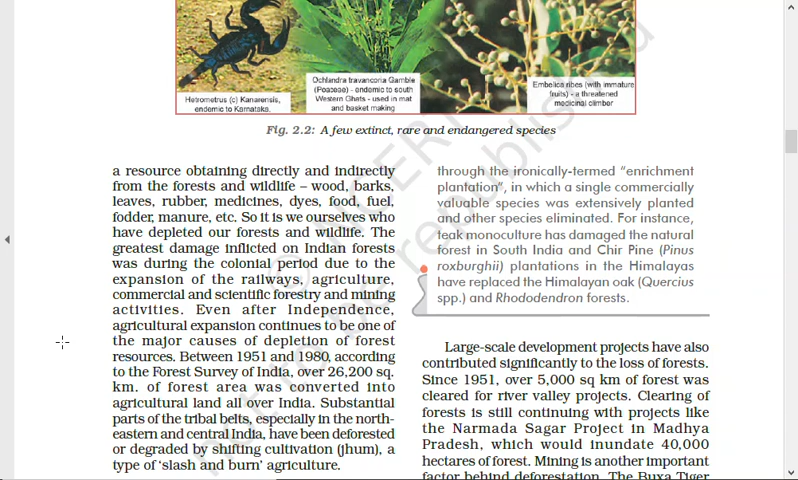 Hetrometrus (c) Kanarensis,
endemic to Karnataka.
Ochlandra travancoria Gamble
(Poaceae) - endemic to south
Western Ghats - used in mat
and basket making
Embelica ribes (with immature
fruits) - a threatened
medicinal climber
Fig. 2.2: A few extinct, rare and endangered species
a resource obtaining directly and indirectly
from the forests and wildlife – wood, barks,
leaves, rubber, medicines, dyes, food, fuel,
fodder, manure, etc. So it is we ourselves who
have depleted our forests and wildlife. The
greatest damage inflicted on Indian forests
was during the colonial period due to the
expansion of the railways, agriculture,
commercial and scientific forestry and mining
activities. Even after Independence,
agricultural expansion continues to be one of
the major causes of depletion of forest
resources. Between 1951 and 1980, according
to the Forest Survey of India, over 26,200 sq.
km. of forest area was converted into
agricultural land all over India. Substantial
parts of the tribal belts, especially in the north-
eastern and central India, have been deforested
or degraded by shifting cultivation (jhum), a
type of ‘slash and burn’ agriculture.
through the ironically-termed “enrichment
plantation”, in which a single commercially
valuable species was extensively planted
and other species eliminated. For instance,
teak monoculture has damaged the natural
forest in South India and Chir Pine (Pinus
roxburghii) plantations in the Himalayas
have replaced the Himalayan oak (Quercius
spp.) and Rhododendron forests.
Large-scale development projects have also
contributed significantly to the loss of forests.
Since 1951, over 5,000 sq km of forest was
cleared for river valley projects. Clearing of
forests is still continuing with projects like
the Narmada Sagar Project in Madhya
Pradesh, which would inundate 40,000
hectares of forest. Mining is another important
factor behind deforestation. The Buxa Tiger